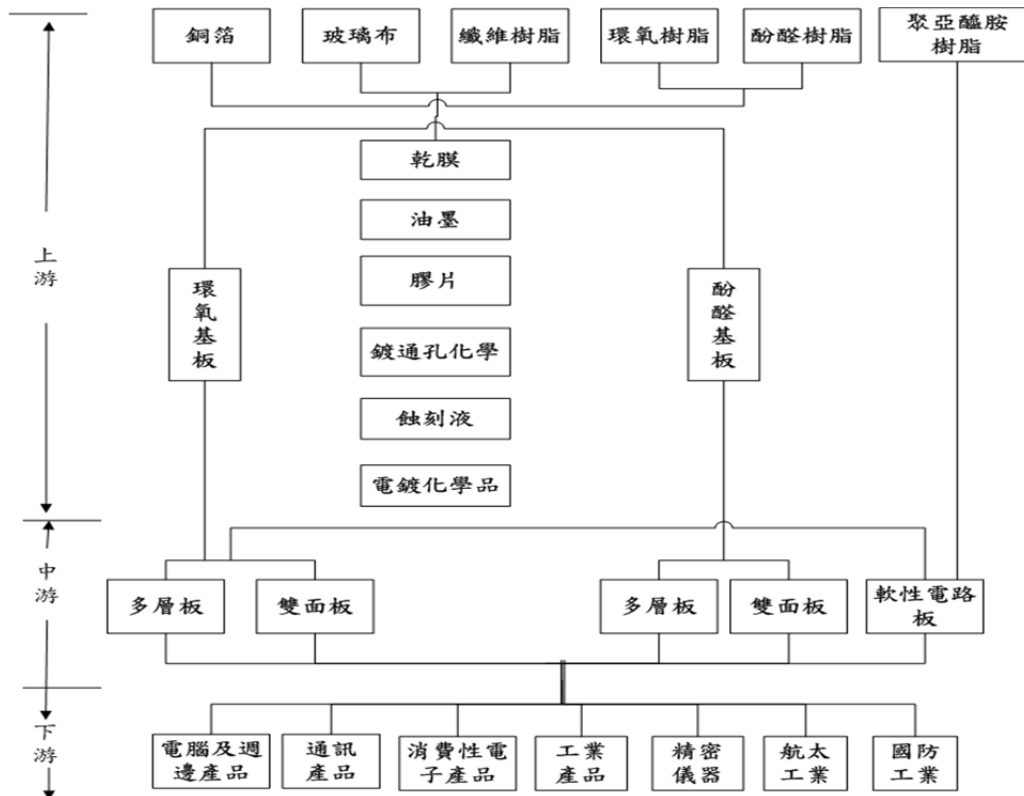 銅箔
玻璃布
纖維樹脂
環氧樹脂
酚醛樹脂
聚亞醯胺
樹脂
乾膜
油墨
膠片
鍍通孔化學
蝕刻液
電鍍化學品
上游
環氧基板
酚醛基板
中游
多層板
雙面板
多層板
雙面板
軟性電路
板
下游
電腦及週
邊產品
通訊
產品
消費性電
子產品
工業
產品
精密
儀器
航太
工業
國防
工業